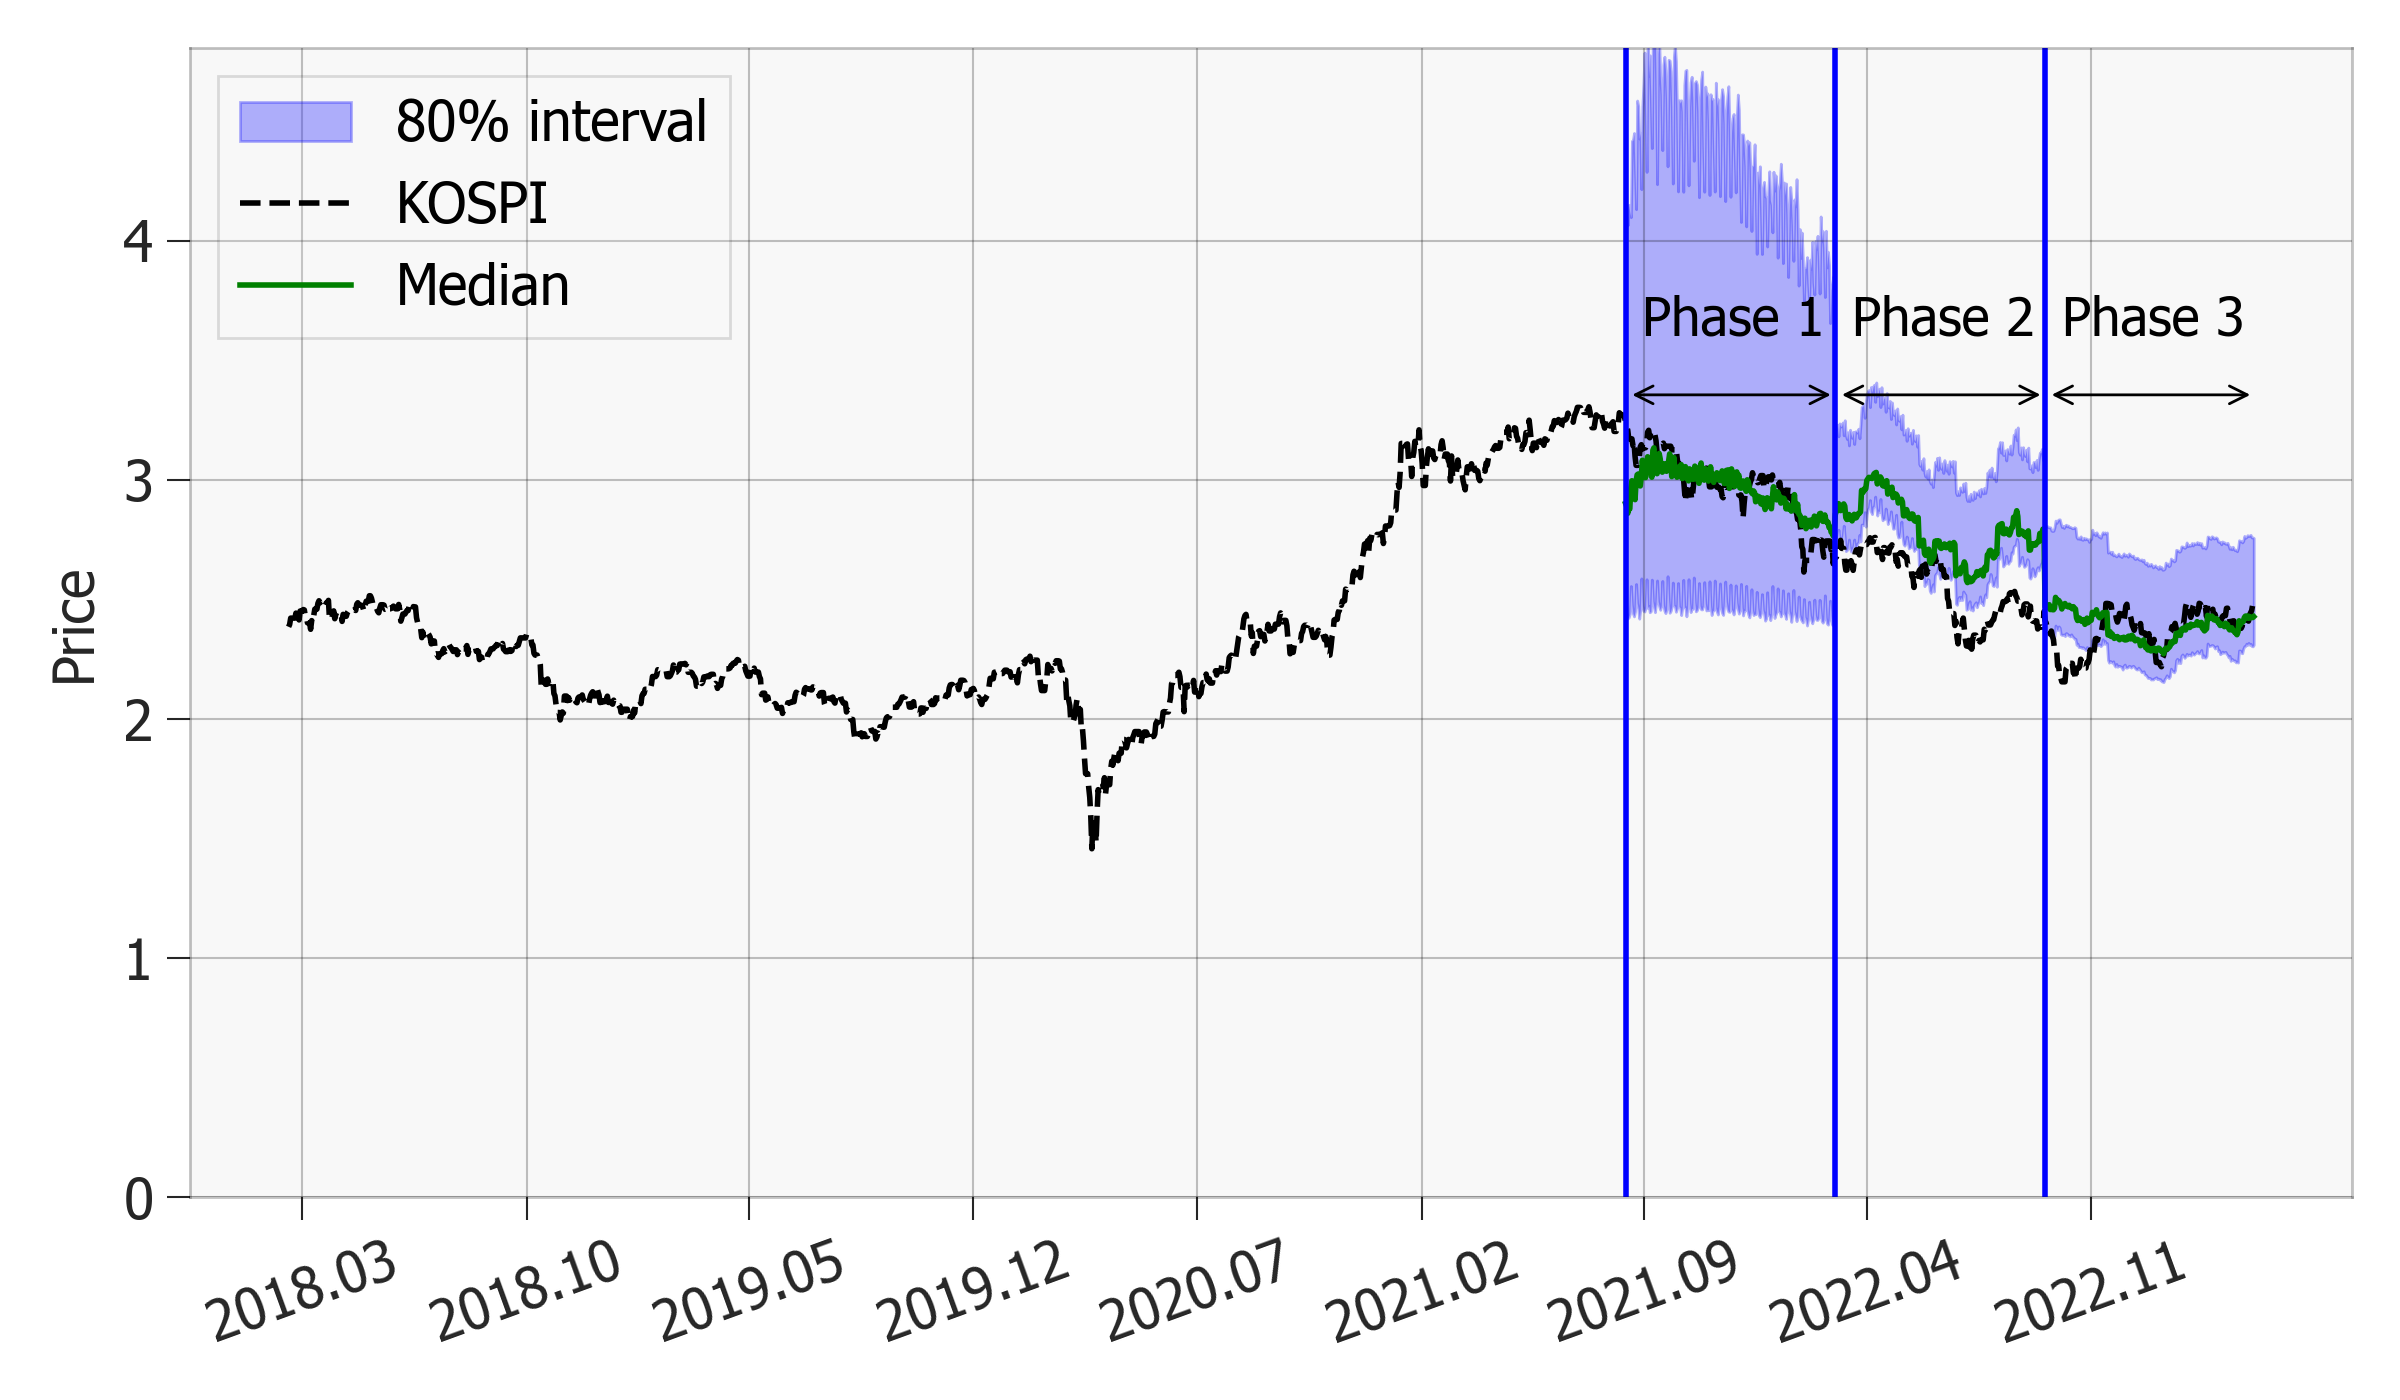 80% interval
KOSPI
Median
Phase 1
Phase 2
Phase 3
Price
4
3
2
1
0
2018.03
2018.10
2019.05
2019.12
2020.07
2021.02
2021.09
2022.04
2022.11